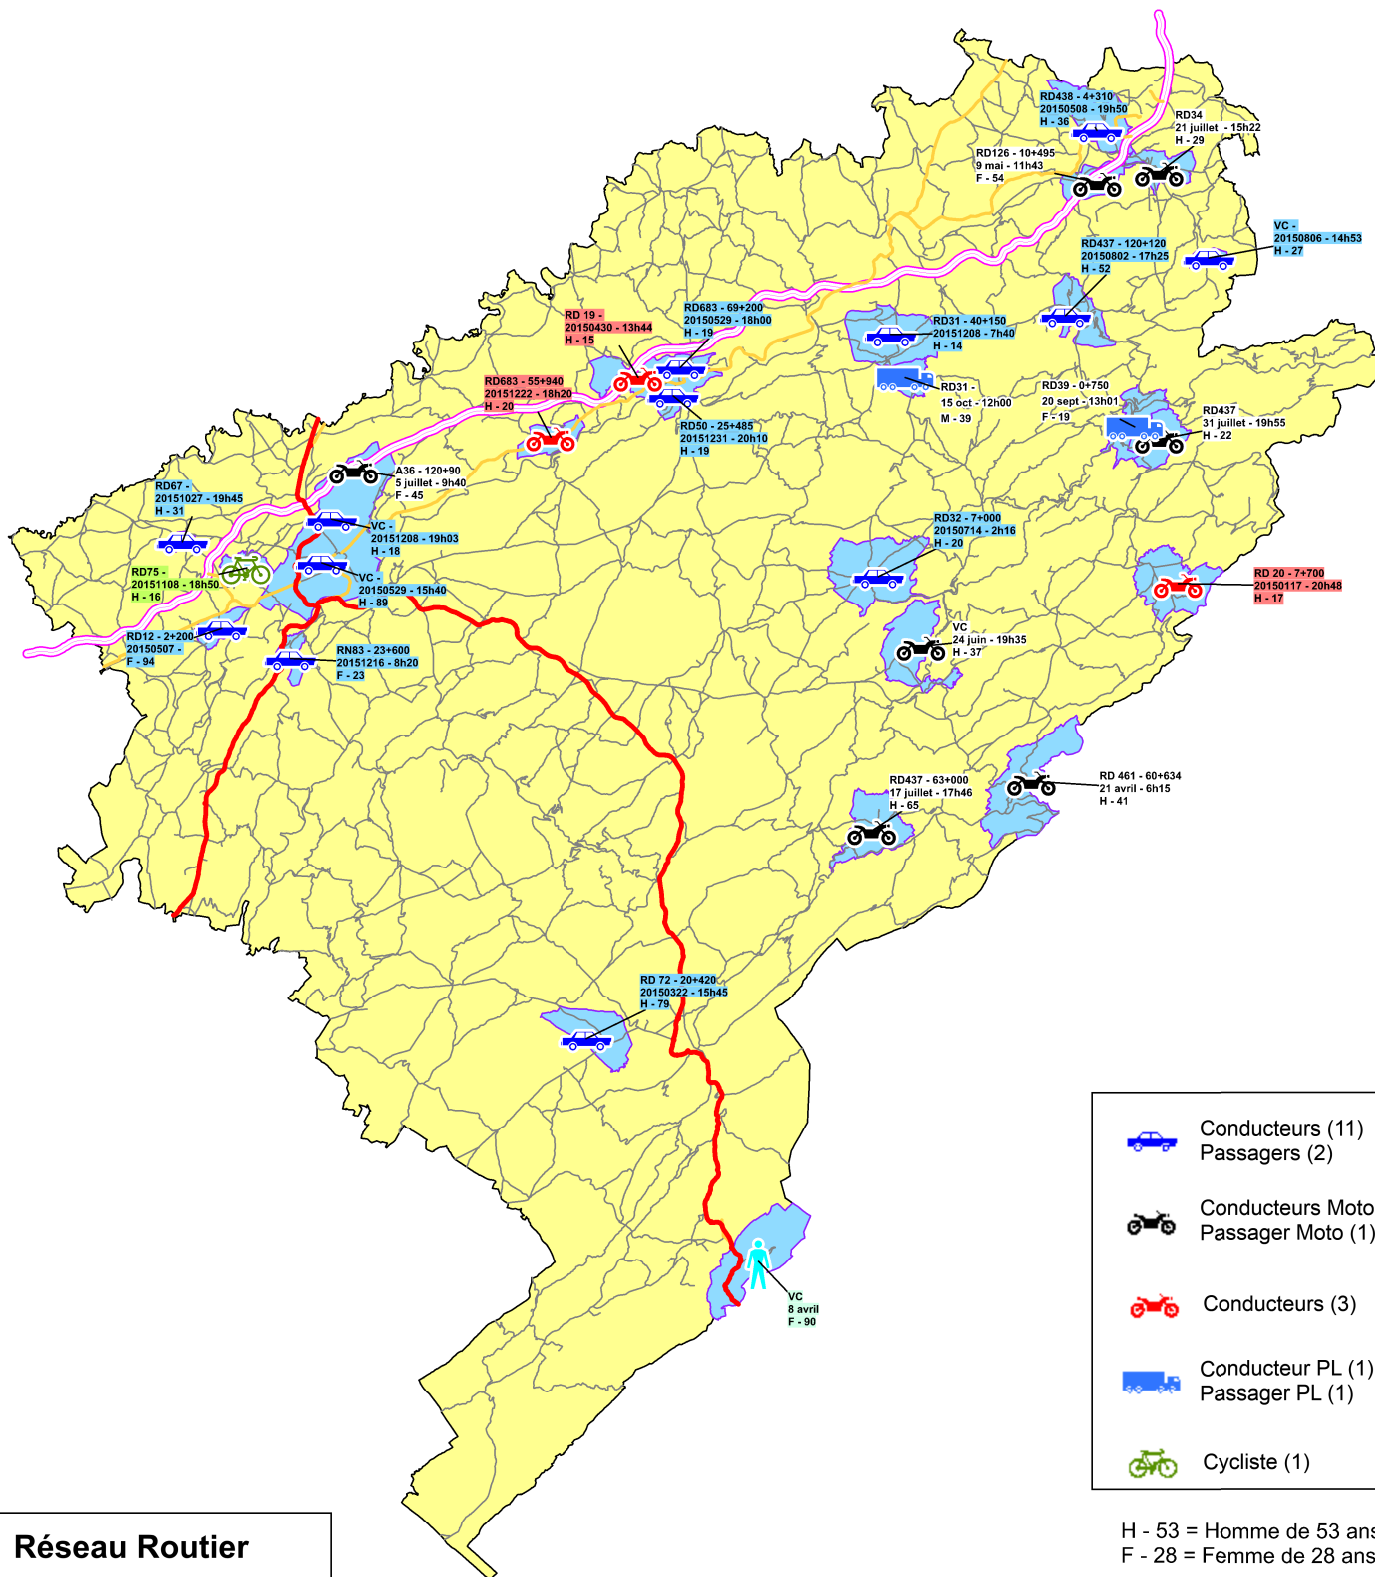 RD438 - 4+310
20150508 - 19h50
H - 36
RD34
21 juillet - 15h22
H - 29
RD126 - 10+495
9 mai - 11h43
F - 54
VC -
20150806 - 14h53
H - 27
RD437 - 120+120
20150802 - 17h25
H - 52
RD 19 -
20150430 - 13h44
H - 15
RD683 - 69+200
20150529 - 18h00
H - 19
RD31 - 40+150
20151208 - 7h40
H - 14
RD683 - 55+940
20151222 - 18h20
H - 20
RD31 -
15 oct - 12h00
M - 39
RD39 - 0+750
20 sept - 13h01
F - 19
RD437
31 juillet - 19h55
H - 22
RD50 - 25+485
20151231 - 20h10
H - 19
A36 - 120+90
5 juillet - 9h40
F - 45
RD67 -
20151027 - 19h45
H - 31
VC -
20151208 - 19h03
H - 18
RD32 - 7+000
20150714 - 2h16
H - 20
RD75 -
20151108 - 18h50
H - 16
VC -
20150529 - 15h40
H - 89
RD 20 - 7+700
20150117 - 20h48
H - 17
RD12 - 2+200
20150507 -
F - 94
RN83 - 23+600
20151216 - 8h20
F - 23
VC
24 juin - 19h35
H - 37
RD437 - 63+000
17 juillet - 17h46
H - 65
RD 461 - 60+634
21 avril - 6h15
H - 41
RD 72 - 20+420
20150322 - 15h45
H - 79
VC
8 avril
F - 90
Conducteurs (11)
Passagers (2)
Conducteurs Moto
Passager Moto (1)
Conducteurs (3)
Conducteur PL (1)
Passager PL (1)
Cycliste (1)
H - 53 = Homme de 53 ans
F - 28 = Femme de 28 ans
Réseau Routier